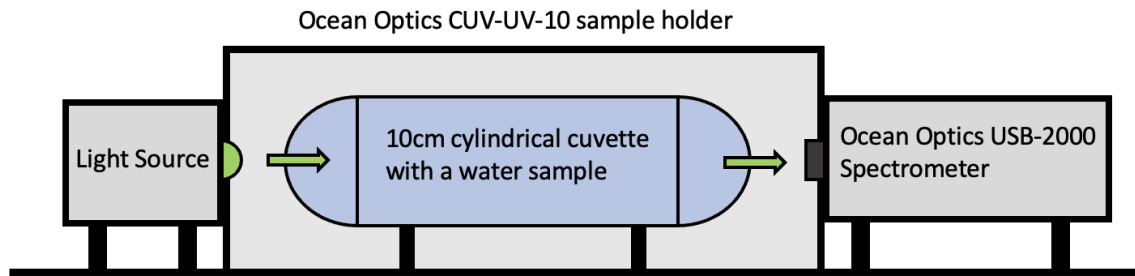 Ocean Optics CUV-UV-10 sample holder
Light Source
10cm cylindrical cuvette
with a water sample
Ocean Optics USB-2000
Spectrometer